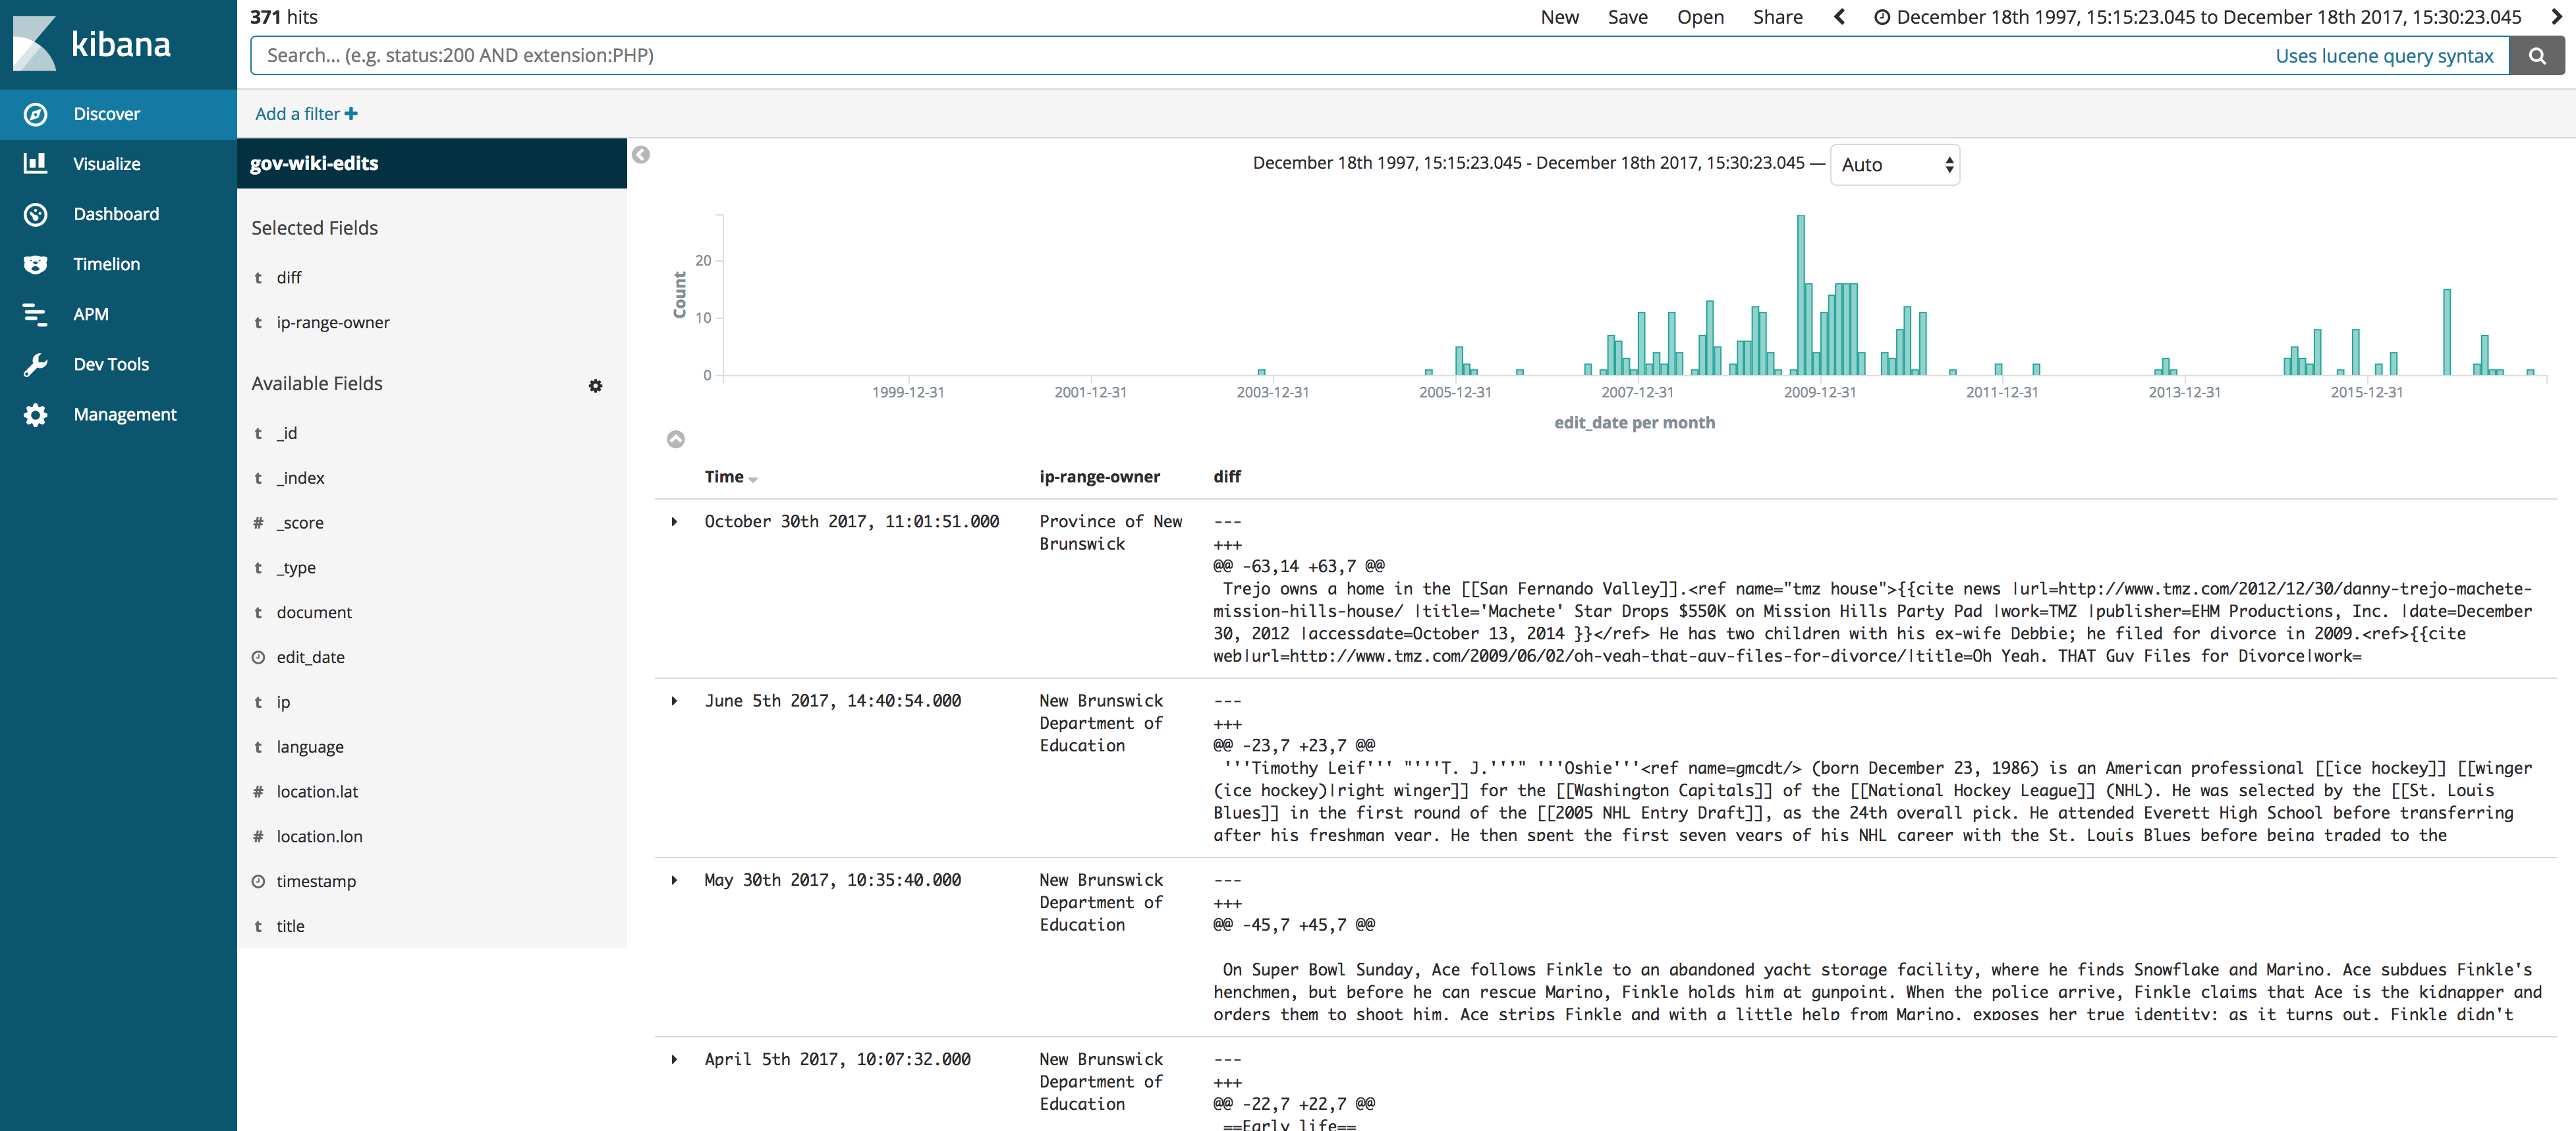 kibana
Discover
Visualize
Dashboard
Timelion
APM
Dev Tools
Management
371 hits
New Save Open Share December 18th 1997, 15:15:23.045 to December 18th 2017, 15:30:23.045
Search... (e.g. status:200 AND extension:PHP) Uses lucene query syntax
Add a filter
gov-wiki-edits
Selected Fields
t diff
t ip-range-owner
Available Fields
t _id
t _index
# _score
t _type
t document
edit_date
t ip
t language
# location.lat
# location.lon
timestamp
t title
December 18th 1997, 15:15:23.045 - December 18th 2017, 15:30:23.045 — Auto
Count
20
10
0
1999-12-31 2001-12-31 2003-12-31 2005-12-31 2007-12-31 2009-12-31 2011-12-31 2013-12-31 2015-12-31
edit_date per month
Time ip-range-owner diff
October 30th 2017, 11:01:51.000
Province of New
Brunswick
---
+++
@@ -63,14 +63,7 @@
Trejo owns a home in the [[San Fernando Valley]].<ref name="tmz house">{{cite news |url=http://www.tmz.com/2012/12/30/danny-trejo-machete-
mission-hills-house/ |title='Machete' Star Drops $550K on Mission Hills Party Pad |work=TMZ |publisher=EHM Productions, Inc. |date=December
30, 2012 |accessdate=October 13, 2014 }}</ref> He has two children with his ex-wife Debbie; he filed for divorce in 2009.<ref>{{cite
web|url=http://www.tmz.com/2009/06/02/oh-yeah-that-guy-files-for-divorce/|title=Oh Yeah. THAT Guy Files for Divorce|work=
June 5th 2017, 14:40:54.000
New Brunswick
Department of
Education
---
+++
@@ -23,7 +23,7 @@
'''Timothy Leif''' "'''T. J.'''" '''Oshie'''<ref name=gmcdt/> (born December 23, 1986) is an American professional [[ice hockey]] [[winger
(ice hockey)|right winger]] for the [[Washington Capitals]] of the [[National Hockey League]] (NHL). He was selected by the [[St. Louis
Blues]] in the first round of the [[2005 NHL Entry Draft]], as the 24th overall pick. He attended Everett High School before transferring
after his freshman year. He then spent the first seven years of his NHL career with the St. Louis Blues before being traded to the
May 30th 2017, 10:35:40.000
New Brunswick
Department of
Education
---
+++
@@ -45,7 +45,7 @@
On Super Bowl Sunday, Ace follows Finkle to an abandoned yacht storage facility, where he finds Snowflake and Marino. Ace subdues Finkle's
henchmen, but before he can rescue Marino, Finkle holds him at gunpoint. When the police arrive, Finkle claims that Ace is the kidnapper and
orders them to shoot him. Ace strips Finkle and with a little help from Marino, exposes her true identity; as it turns out, Finkle didn't
April 5th 2017, 10:07:32.000
New Brunswick
Department of
Education
---
+++
@@ -22,7 +22,7 @@
==Early life==